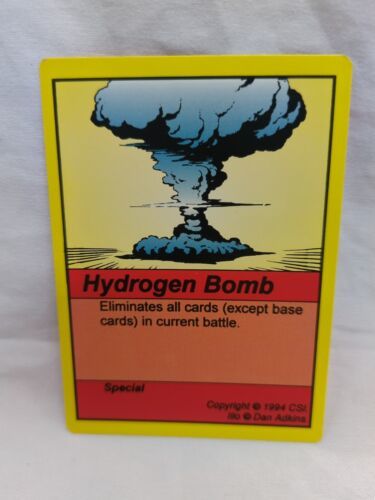 Hydrogen Bomb
Eliminates all cards (except base
cards) in current battle.
Special
Copyright © 1994 CSI.
Illo © Dan Adkins